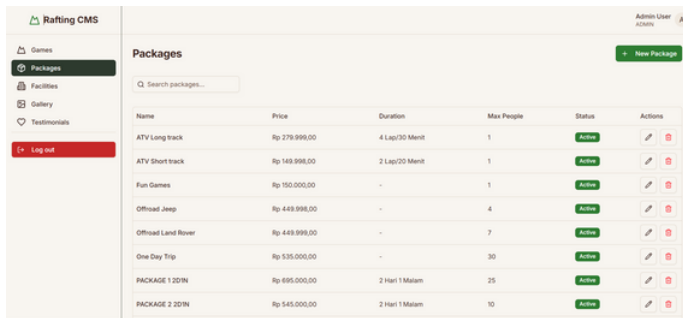 Rafting CMS
Admin User
ADMIN
Games
Packages
Facilities
Gallery
Testimonials
Log out
Packages
+ New Package
Search packages...
Name Price Duration Max People Status Actions
ATV Long track Rp 279.999,00 4 Lap/30 Menit 1 Active
ATV Short track Rp 149.998,00 2 Lap/20 Menit 1 Active
Fun Games Rp 150.000,00 - 1 Active
Offroad Jeep Rp 449.998,00 - 4 Active
Offroad Land Rover Rp 449.999,00 - 7 Active
One Day Trip Rp 535.000,00 - 30 Active
PACKAGE 1 2D1N Rp 695.000,00 2 Hari 1 Malam 25 Active
PACKAGE 2 2D1N Rp 545.000,00 2 Hari 1 Malam 10 Active